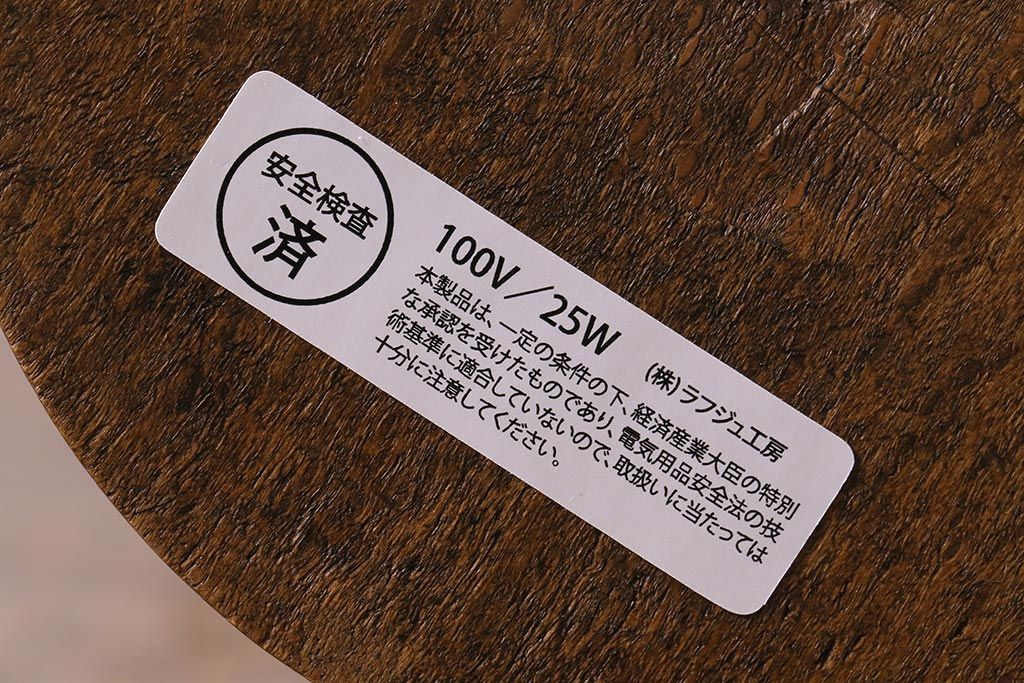 安全検査
済
100V／25W
(株)ラフジュ工房
本製品は、一定の条件の下、経済産業大臣の特別
な承認を受けたものであり、電気用品安全法の技
術基準に適合していないので、取扱いに当たっては
十分に注意してください。